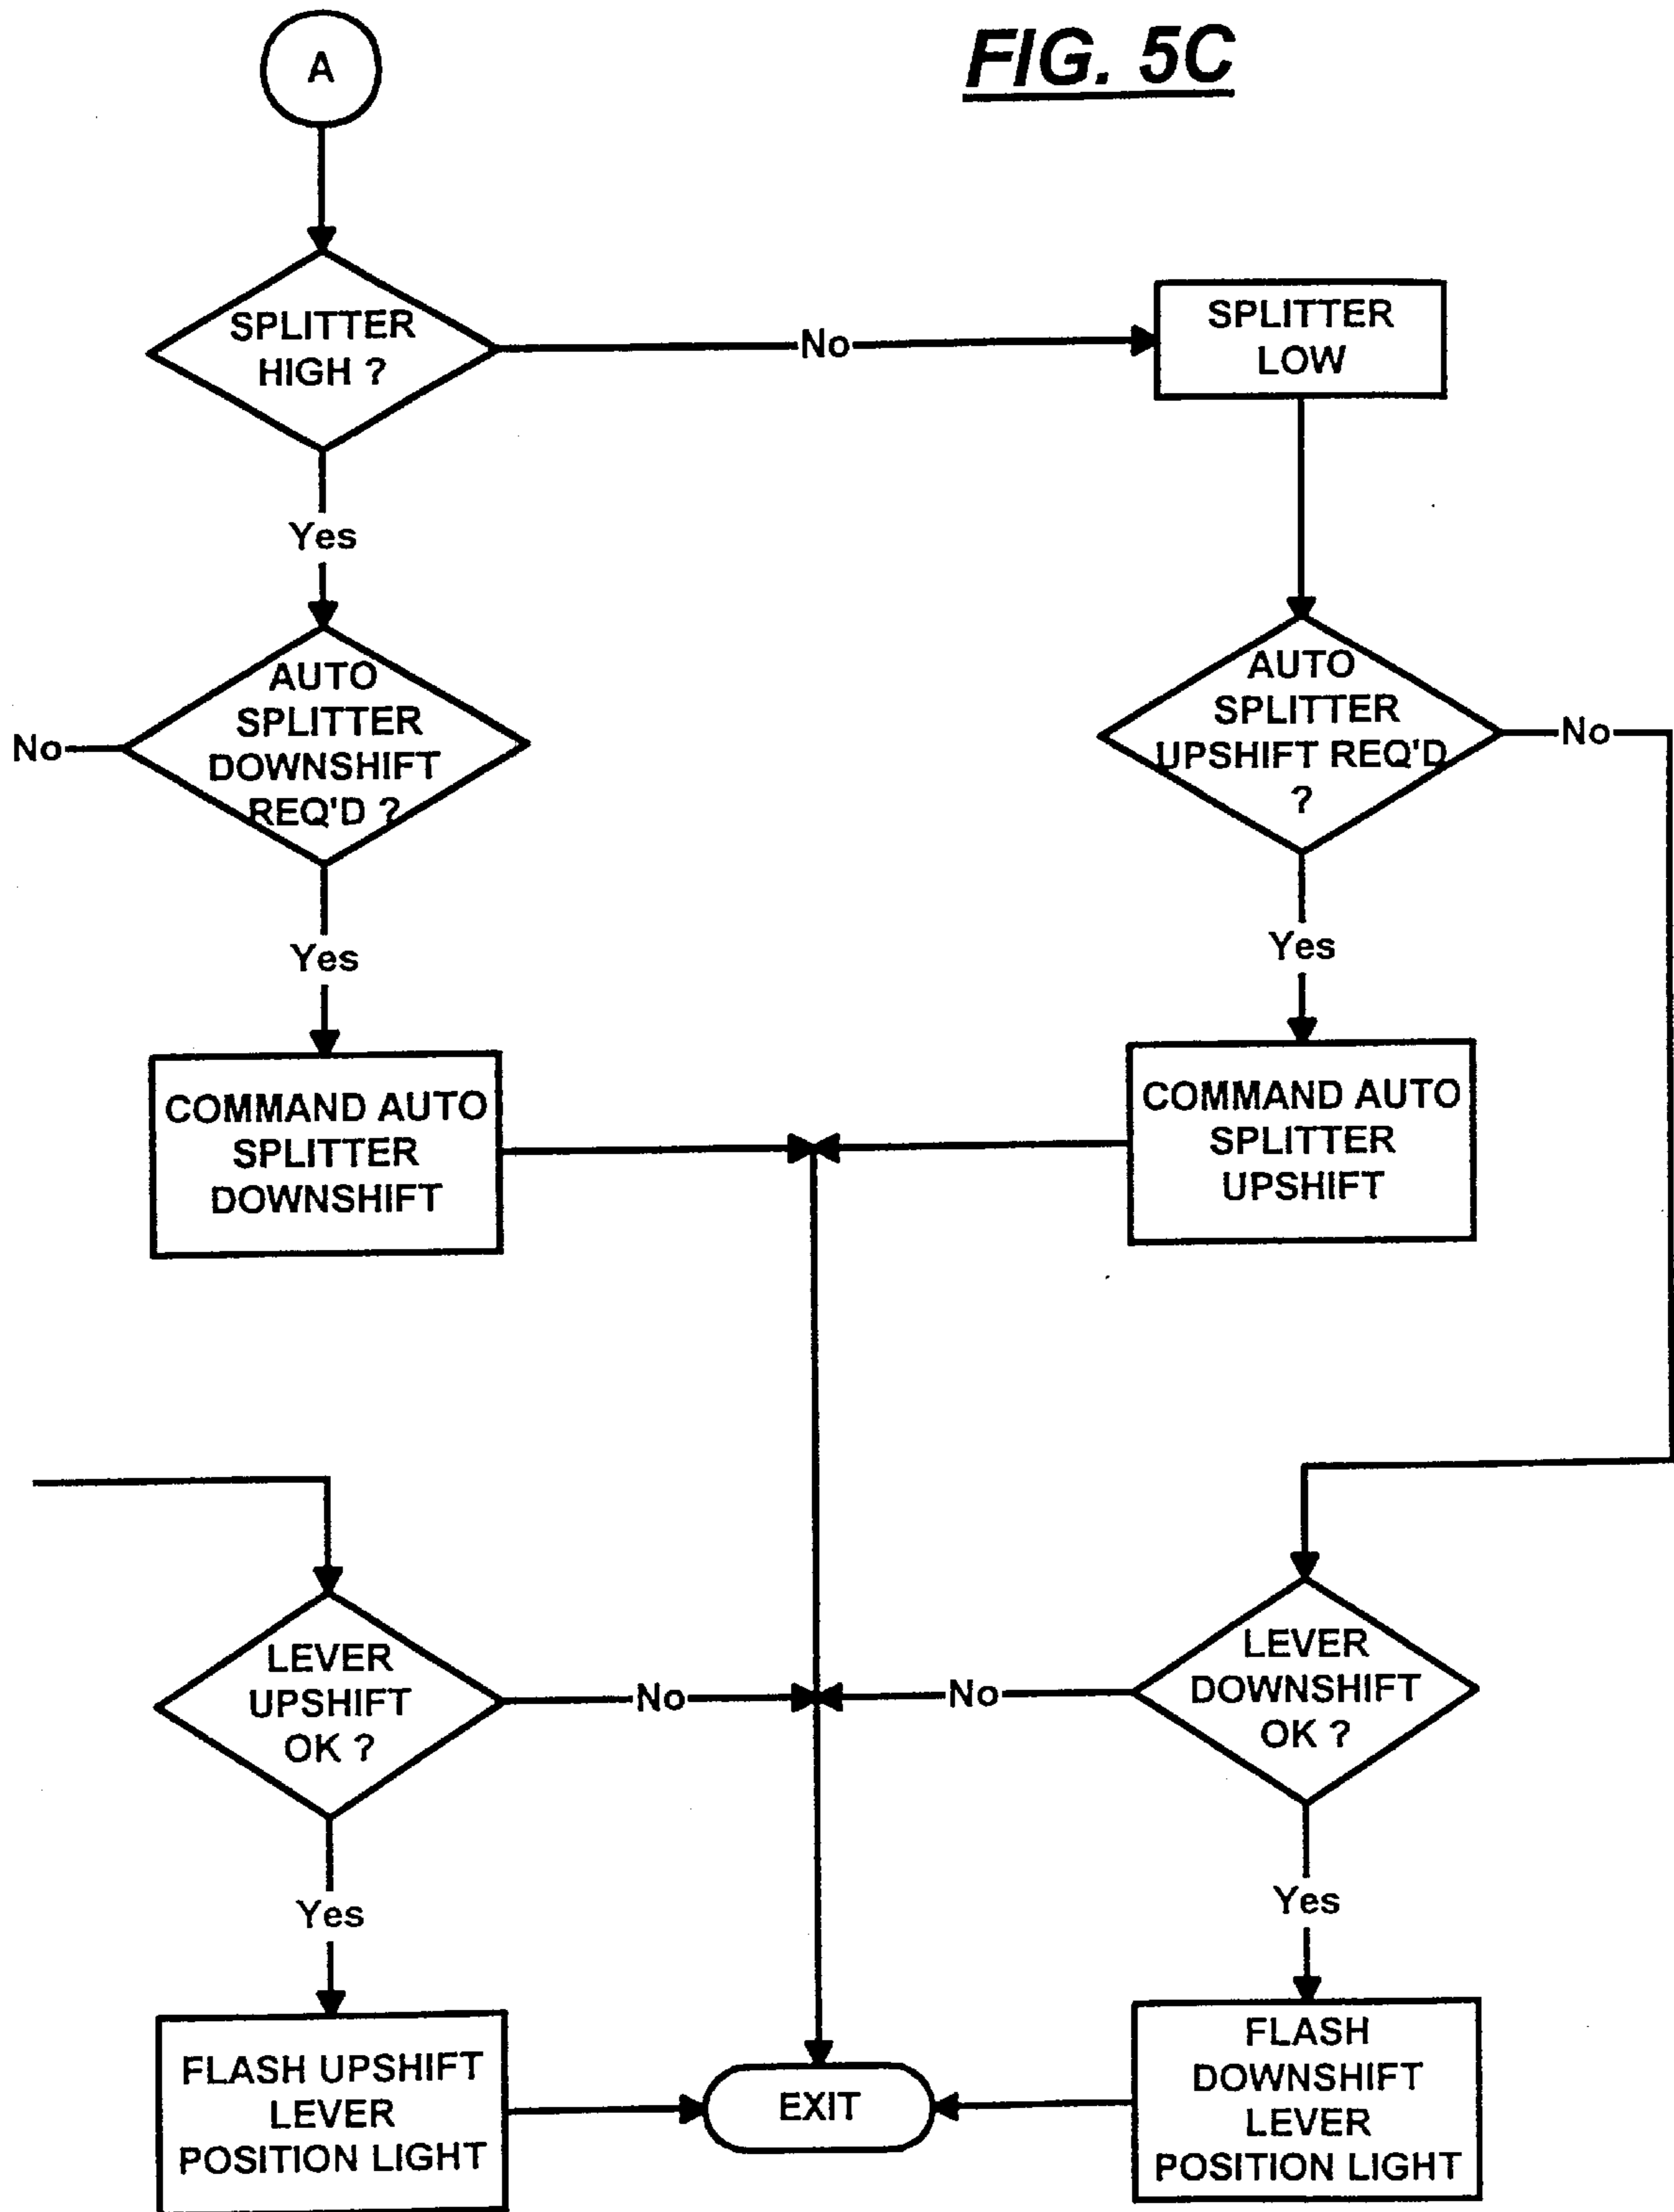 FIG. 5C
A
SPLITTER
HIGH ?
No
SPLITTER
LOW
Yes
AUTO
SPLITTER
DOWNSHIFT
REQ'D ?
No
AUTO
SPLITTER
UPSHIFT REQ'D
?
No
Yes
Yes
COMMAND AUTO
SPLITTER
DOWNSHIFT
COMMAND AUTO
SPLITTER
UPSHIFT
LEVER
UPSHIFT
OK ?
No
No
LEVER
DOWNSHIFT
OK ?
Yes
Yes
FLASH UPSHIFT
LEVER
POSITION LIGHT
EXIT
FLASH
DOWNSHIFT
LEVER
POSITION LIGHT